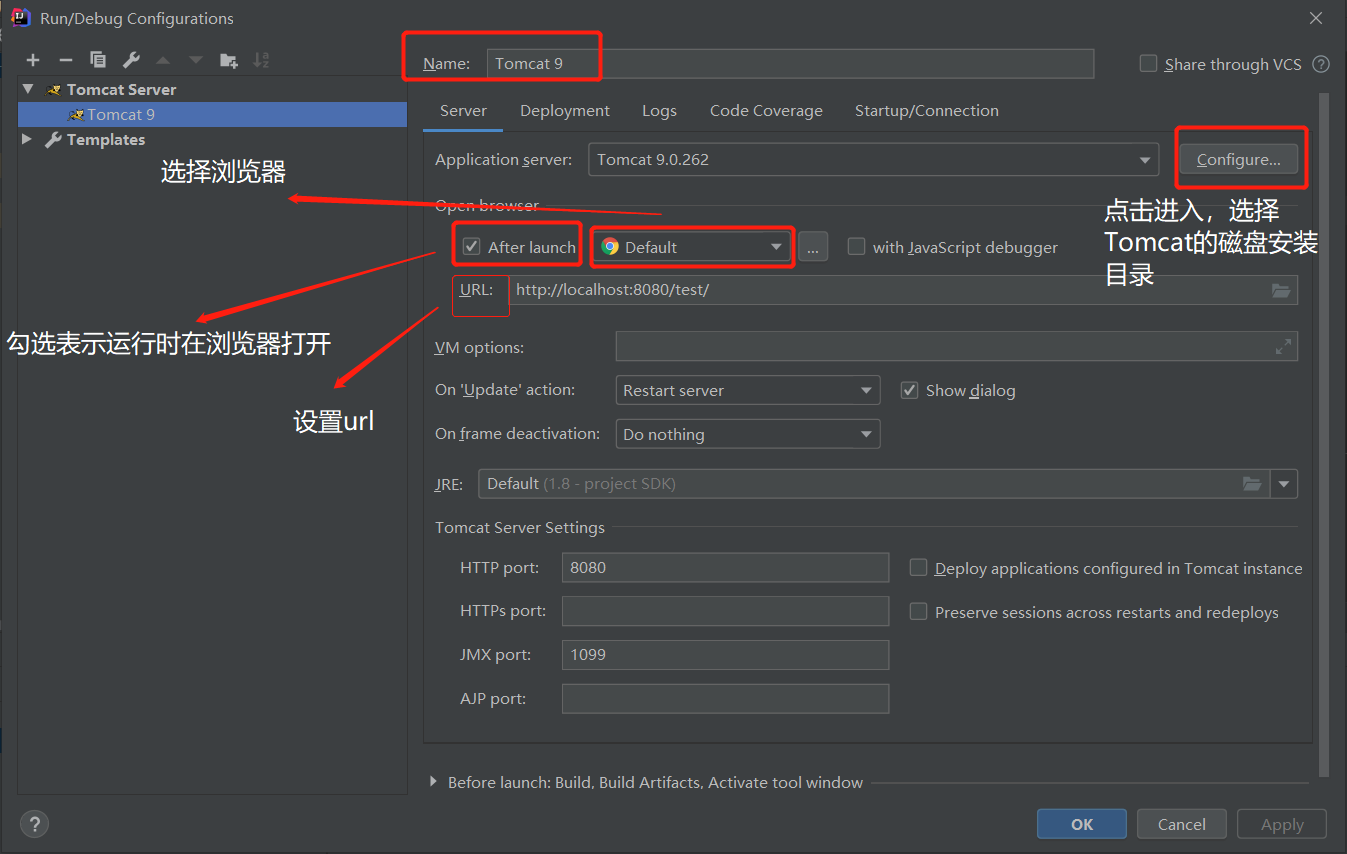 Run/Debug Configurations
Name: Tomcat 9
Share through VCS
Tomcat Server
Tomcat 9
Templates
Server Deployment Logs Code Coverage Startup/Connection
Application server: Tomcat 9.0.262 Configure...
选择浏览器
点击进入，选择
Tomcat的磁盘安装
目录
Open browser
After launch Default ... with JavaScript debugger
URL: http://localhost:8080/test/
勾选表示运行时在浏览器打开
设置url
VM options:
On 'Update' action: Restart server Show dialog
On frame deactivation: Do nothing
JRE: Default (1.8 - project SDK)
Tomcat Server Settings
HTTP port: 8080 Deploy applications configured in Tomcat instance
HTTPs port: Preserve sessions across restarts and redeploys
JMX port: 1099
AJP port:
Before launch: Build, Build Artifacts, Activate tool window
? OK Cancel Apply